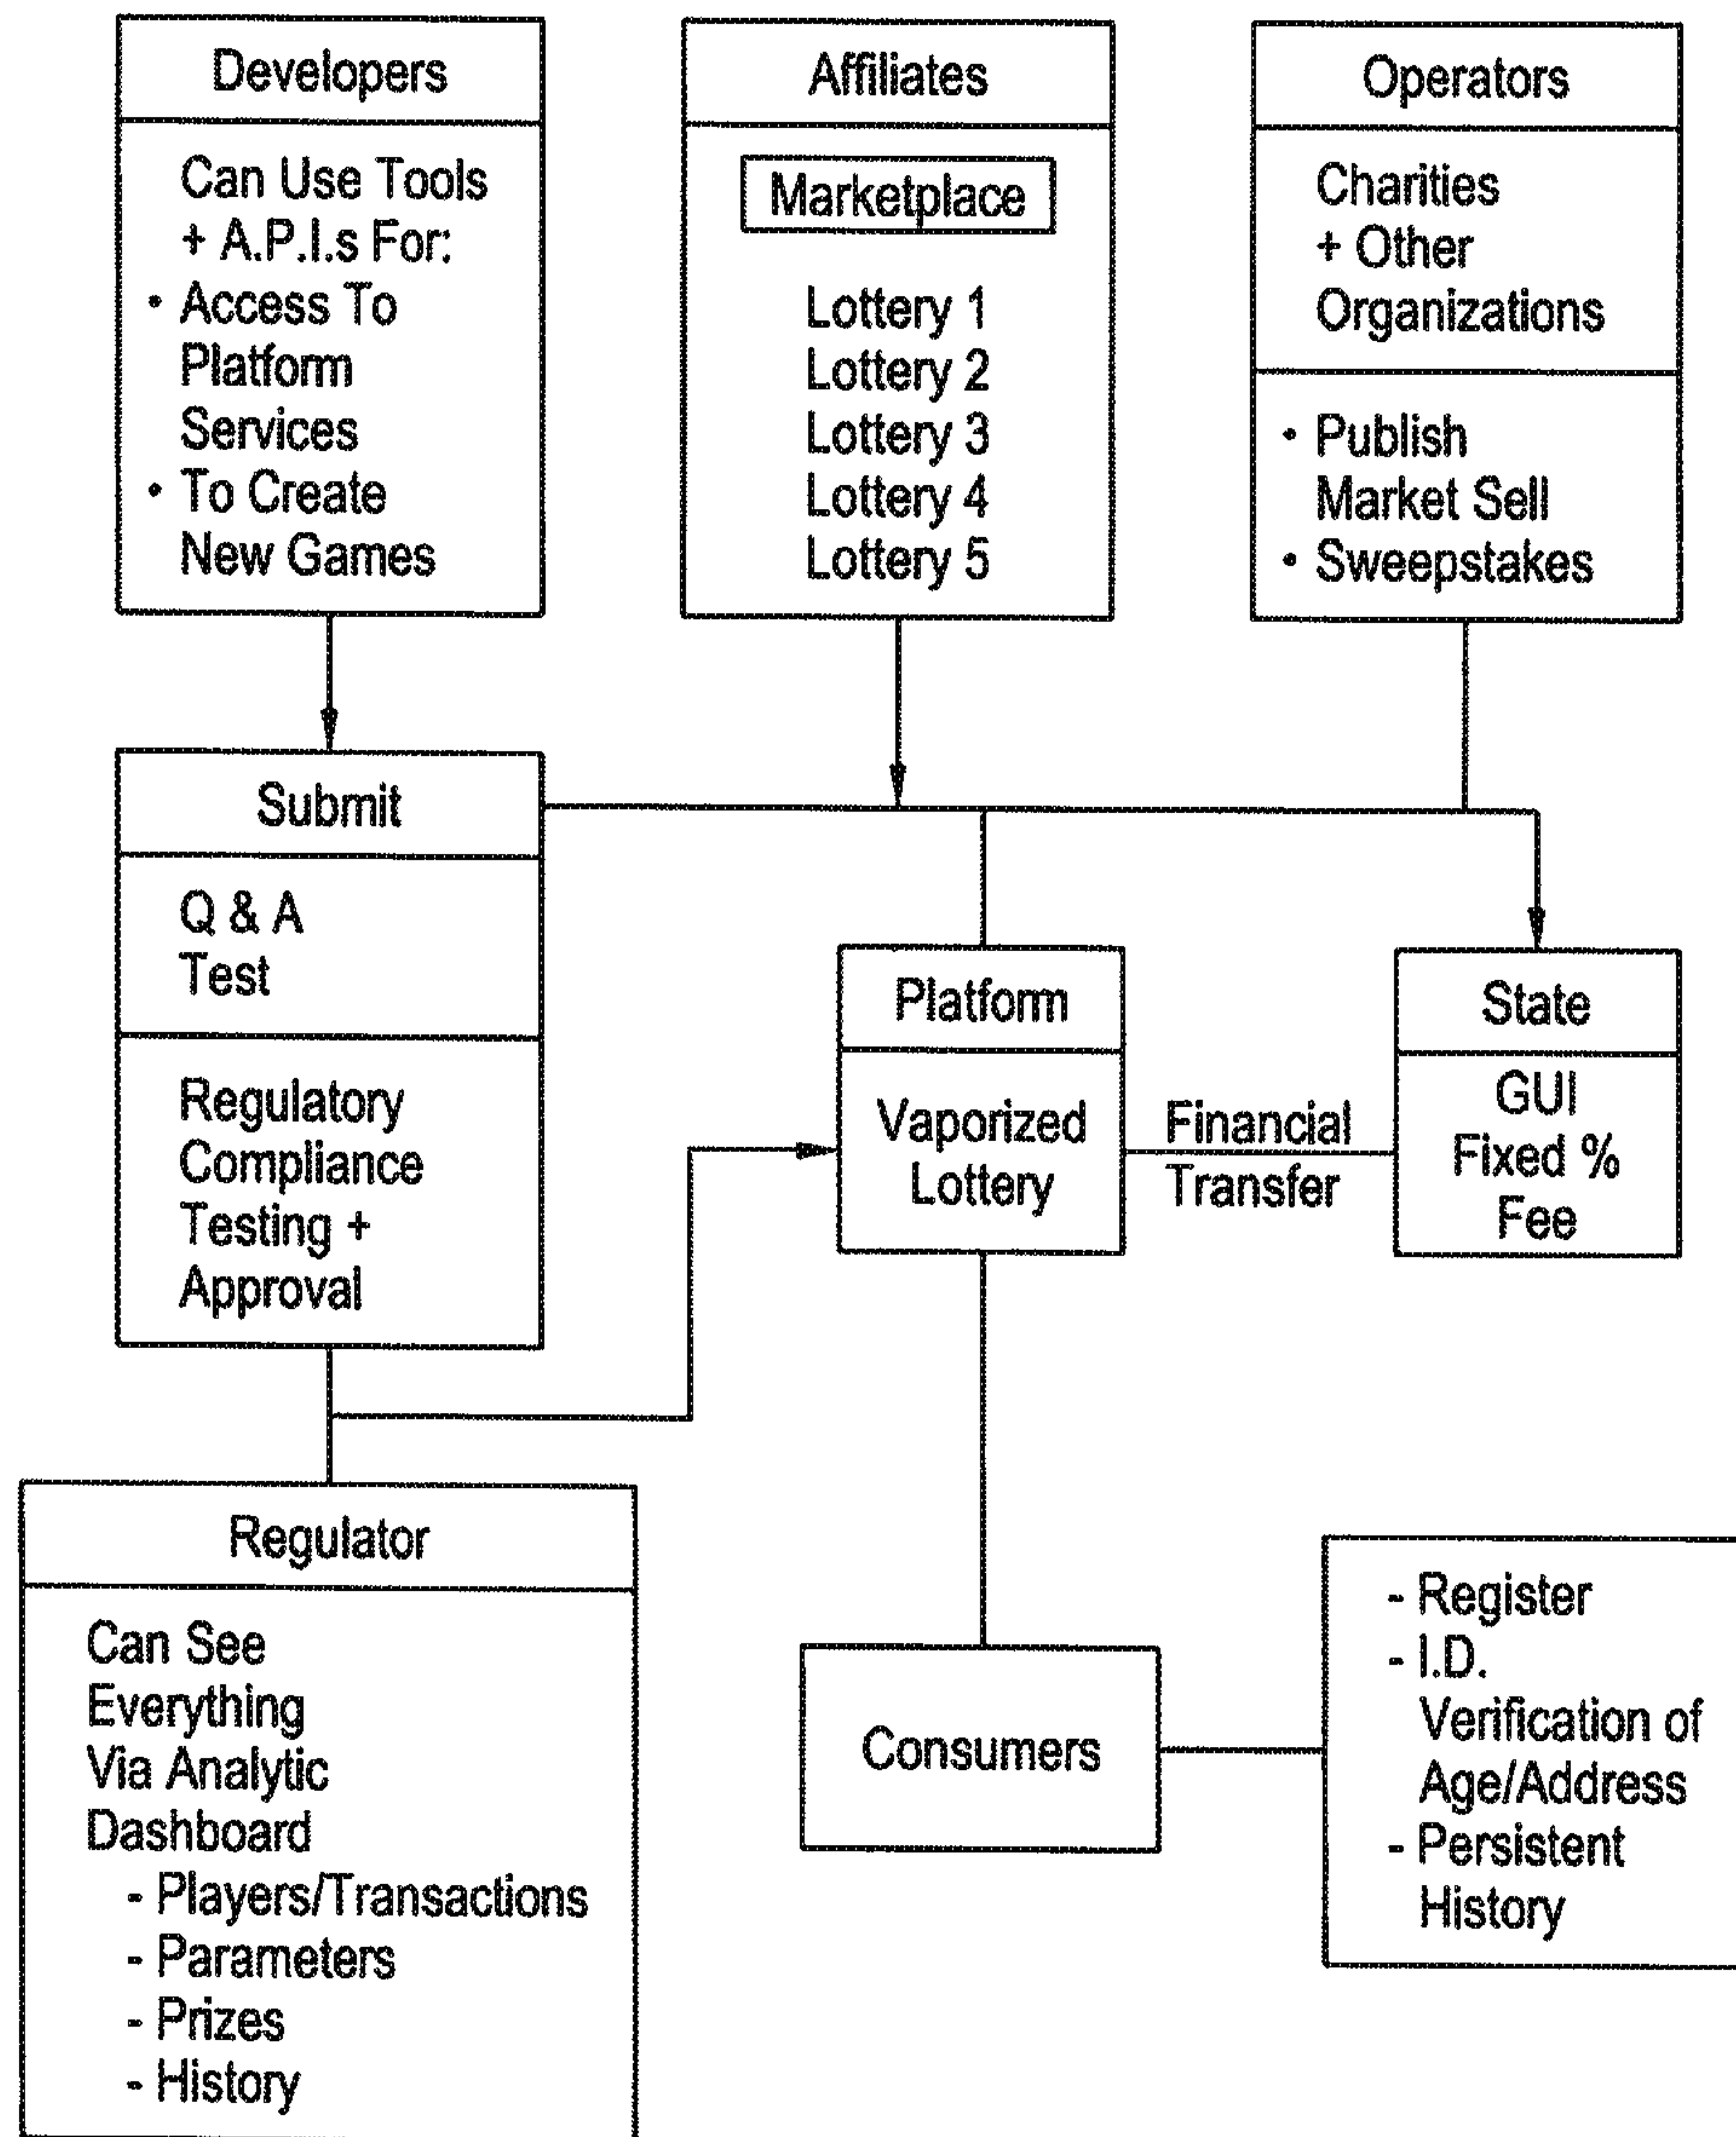 Developers
Can Use Tools
+ A.P.I.s For:
• Access To
Platform
Services
• To Create
New Games
Affiliates
Marketplace
Lottery 1
Lottery 2
Lottery 3
Lottery 4
Lottery 5
Operators
Charities
+ Other
Organizations
• Publish
Market Sell
• Sweepstakes
Submit
Q & A
Test
Regulatory
Compliance
Testing +
Approval
Platform
Vaporized
Lottery
Financial
Transfer
State
GUI
Fixed %
Fee
Regulator
Can See
Everything
Via Analytic
Dashboard
- Players/Transactions
- Parameters
- Prizes
- History
Consumers
- Register
- I.D.
Verification of
Age/Address
- Persistent
History